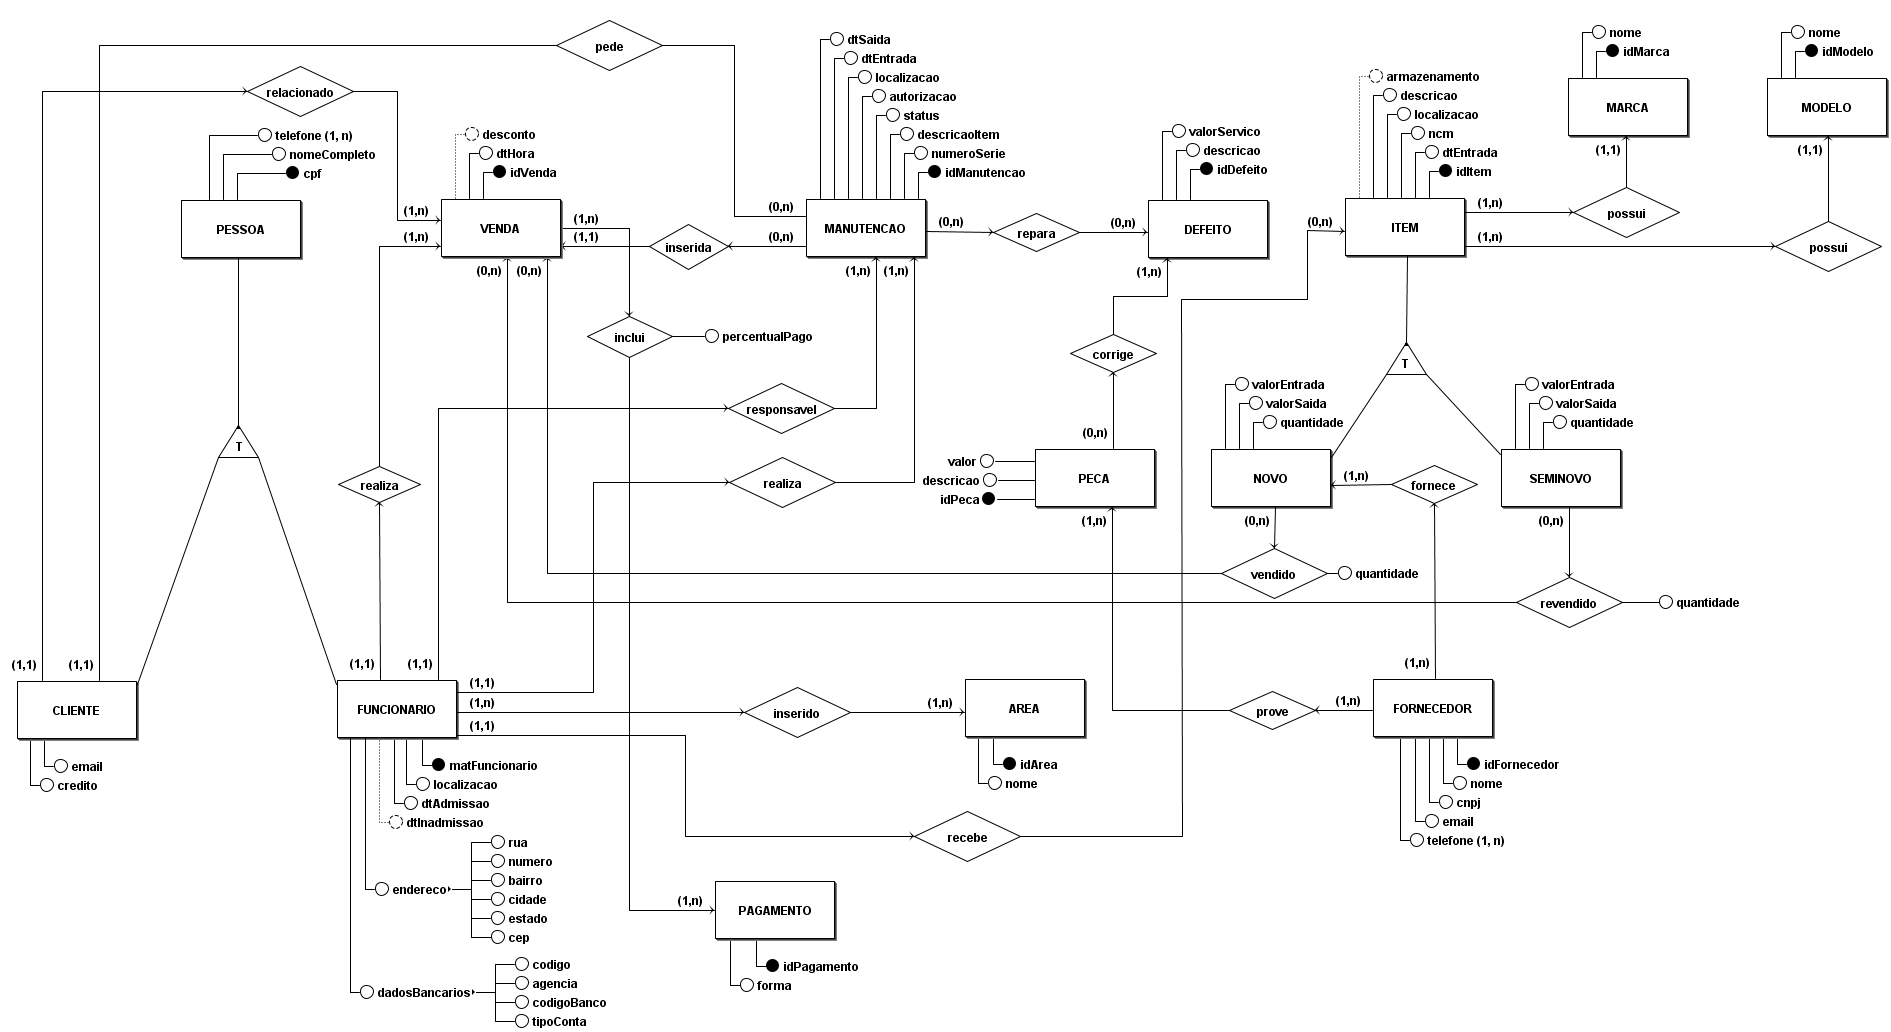 pede
relacionado
telefone (1, n)
nomeCompleto
cpf
PESSOA
T
desconto
dtHora
idVenda
(1,n)
(1,n)
VENDA
(1,n)
(1,1)
(0,n)
(0,n)
inserida
dtSaida
dtEntrada
localizacao
autorizacao
status
descricaoItem
numeroSerie
idManutencao
(0,n)
(0,n)
MANUTENCAO
(0,n)
(1,n)
(1,n)
repara
valorServico
descricao
idDefeito
(0,n)
DEFEITO
(1,n)
armazenamento
descricao
localizacao
ncm
dtEntrada
idItem
(0,n)
ITEM
(1,n)
(1,n)
nome
idMarca
MARCA
(1,1)
possui
nome
idModelo
MODELO
(1,1)
possui
inclui
percentualPago
corrige
T
responsavel
realiza
realiza
(0,n)
valor
descricao
idPeca
PECA
(1,n)
valorEntrada
valorSaida
quantidade
NOVO
(1,n)
(0,n)
fornece
valorEntrada
valorSaida
quantidade
SEMINOVO
(0,n)
vendido
quantidade
revendido
quantidade
(1,1)
(1,1)
CLIENTE
email
credito
(1,1)
(1,1)
FUNCIONARIO
(1,1)
(1,n)
(1,1)
inserido
(1,n)
AREA
idArea
nome
prove
(1,n)
(1,n)
FORNECEDOR
idFornecedor
nome
cnpj
email
telefone (1, n)
matFuncionario
localizacao
dtAdmissao
dtInadmissao
endereco
rua
numero
bairro
cidade
estado
cep
dadosBancarios
codigo
agencia
codigoBanco
tipoConta
recebe
(1,n)
PAGAMENTO
idPagamento
forma